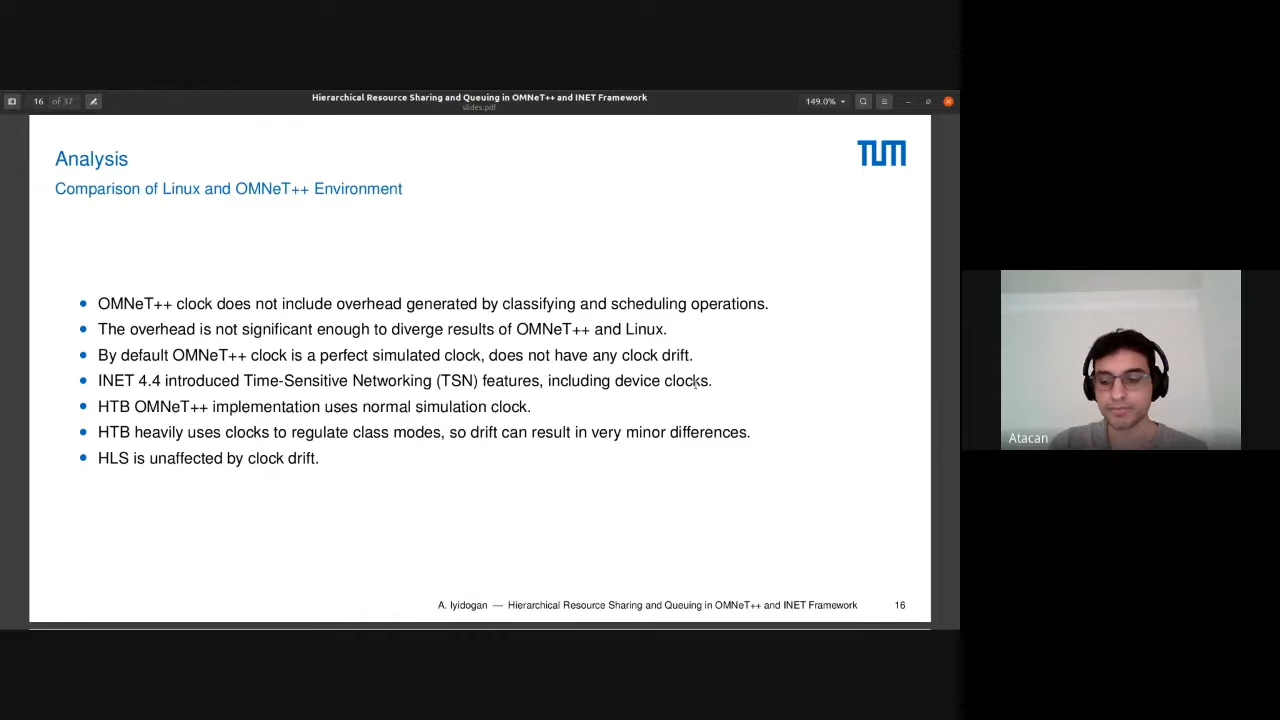 16 of 37
Hierarchical Resource Sharing and Queuing in OMNeT++ and INET Framework
slides.pdf
149.0%
Analysis
TUM
Comparison of Linux and OMNeT++ Environment
• OMNeT++ clock does not include overhead generated by classifying and scheduling operations.
• The overhead is not significant enough to diverge results of OMNeT++ and Linux.
• By default OMNeT++ clock is a perfect simulated clock, does not have any clock drift.
• INET 4.4 introduced Time-Sensitive Networking (TSN) features, including device clocks.
• HTB OMNeT++ implementation uses normal simulation clock.
• HTB heavily uses clocks to regulate class modes, so drift can result in very minor differences.
• HLS is unaffected by clock drift.
A. Iyidogan — Hierarchical Resource Sharing and Queuing in OMNeT++ and INET Framework 16
Atacan